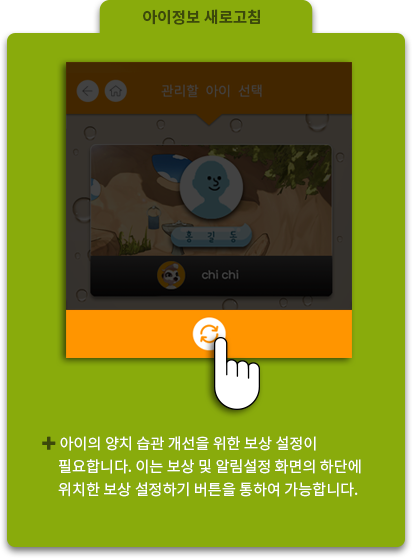 아이정보 새로고침
관리할 아이 선택
홍 길 동
chi chi
아이의 양치 습관 개선을 위한 보상 설정이
필요합니다. 이는 보상 및 알림설정 화면의 하단에
위치한 보상 설정하기 버튼을 통하여 가능합니다.